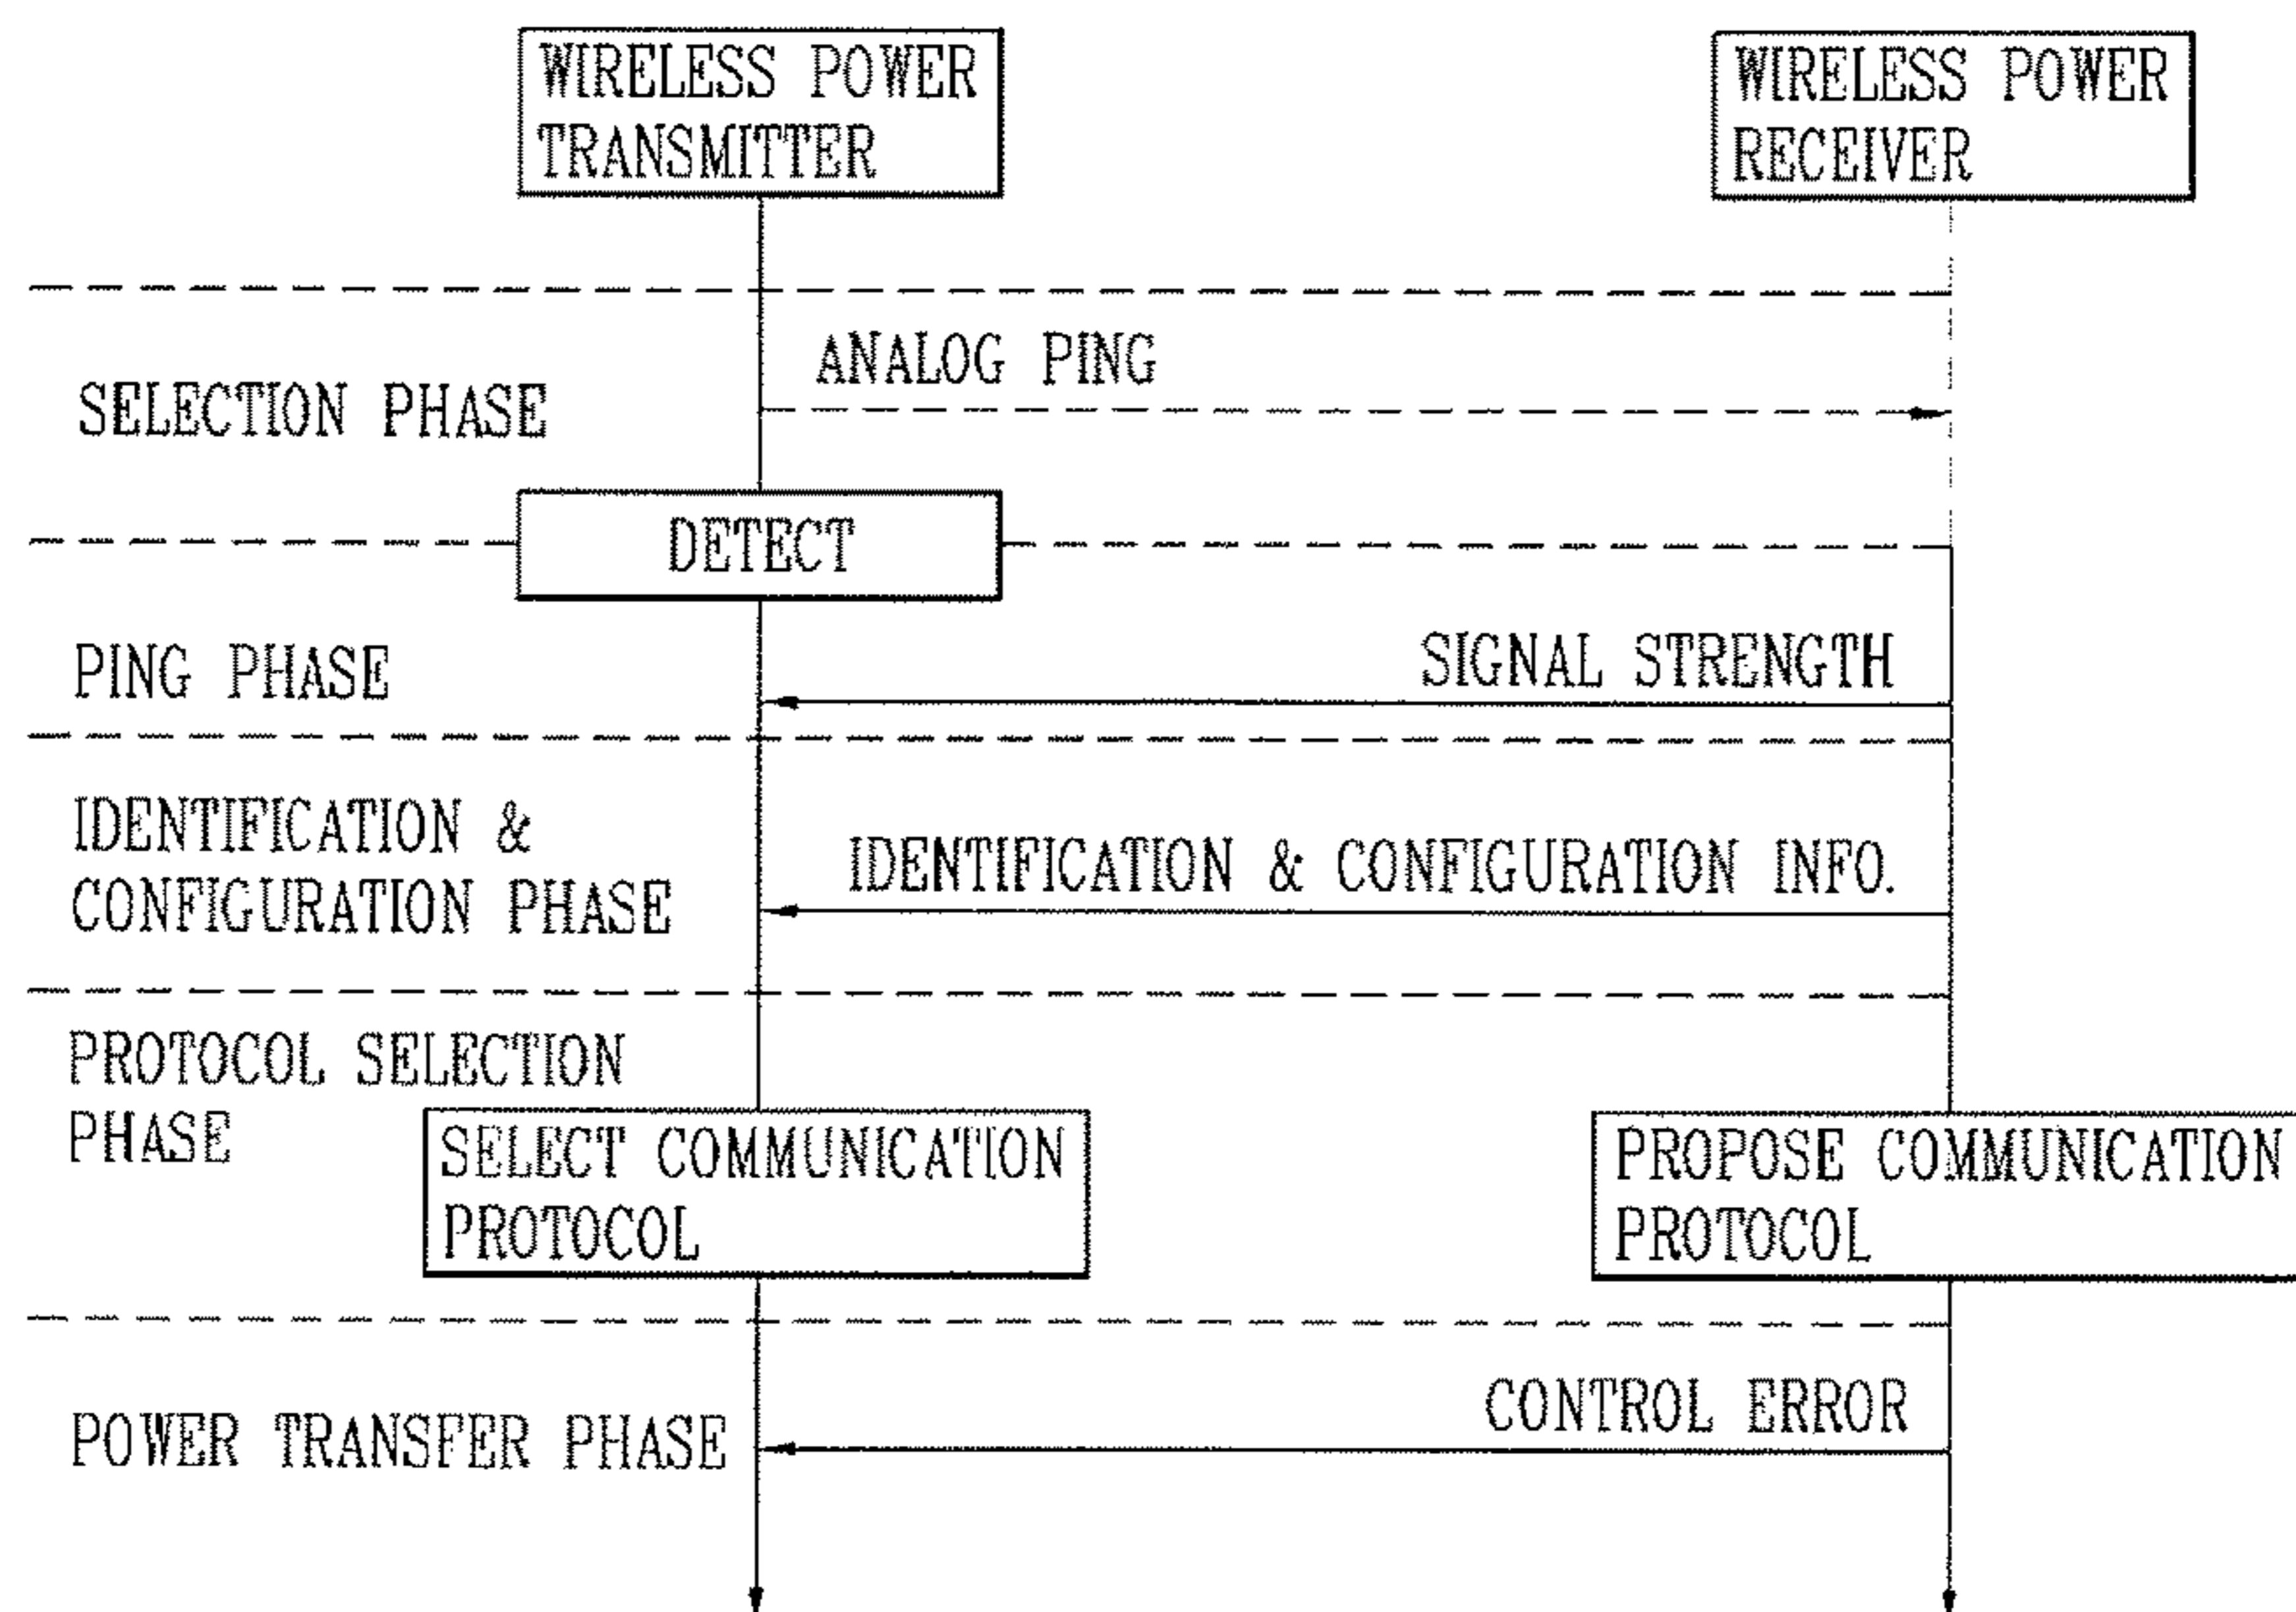 WIRELESS POWER
TRANSMITTER
WIRELESS POWER
RECEIVER
ANALOG PING
SELECTION PHASE
DETECT
PING PHASE
SIGNAL STRENGTH
IDENTIFICATION &
CONFIGURATION PHASE
IDENTIFICATION & CONFIGURATION INFO.
PROTOCOL SELECTION
PHASE
SELECT COMMUNICATION
PROTOCOL
PROPOSE COMMUNICATION
PROTOCOL
CONTROL ERROR
POWER TRANSFER PHASE